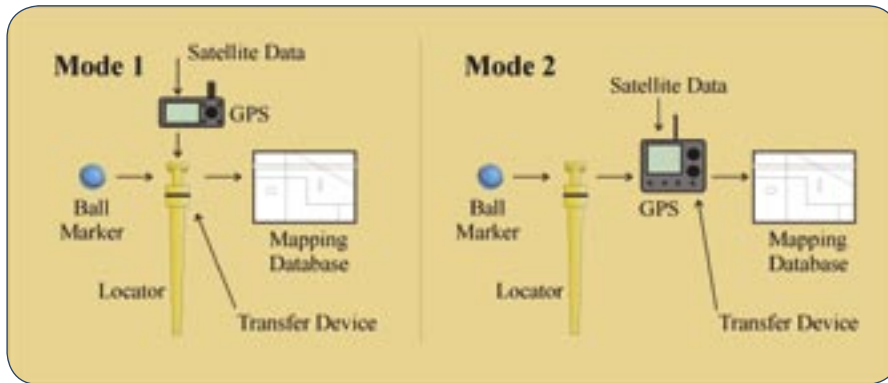 Mode 1
Satellite Data
GPS
Ball
Marker
Mapping
Database
Locator
Transfer Device
Mode 2
Satellite Data
GPS
Ball
Marker
Mapping
Database
Locator
Transfer Device